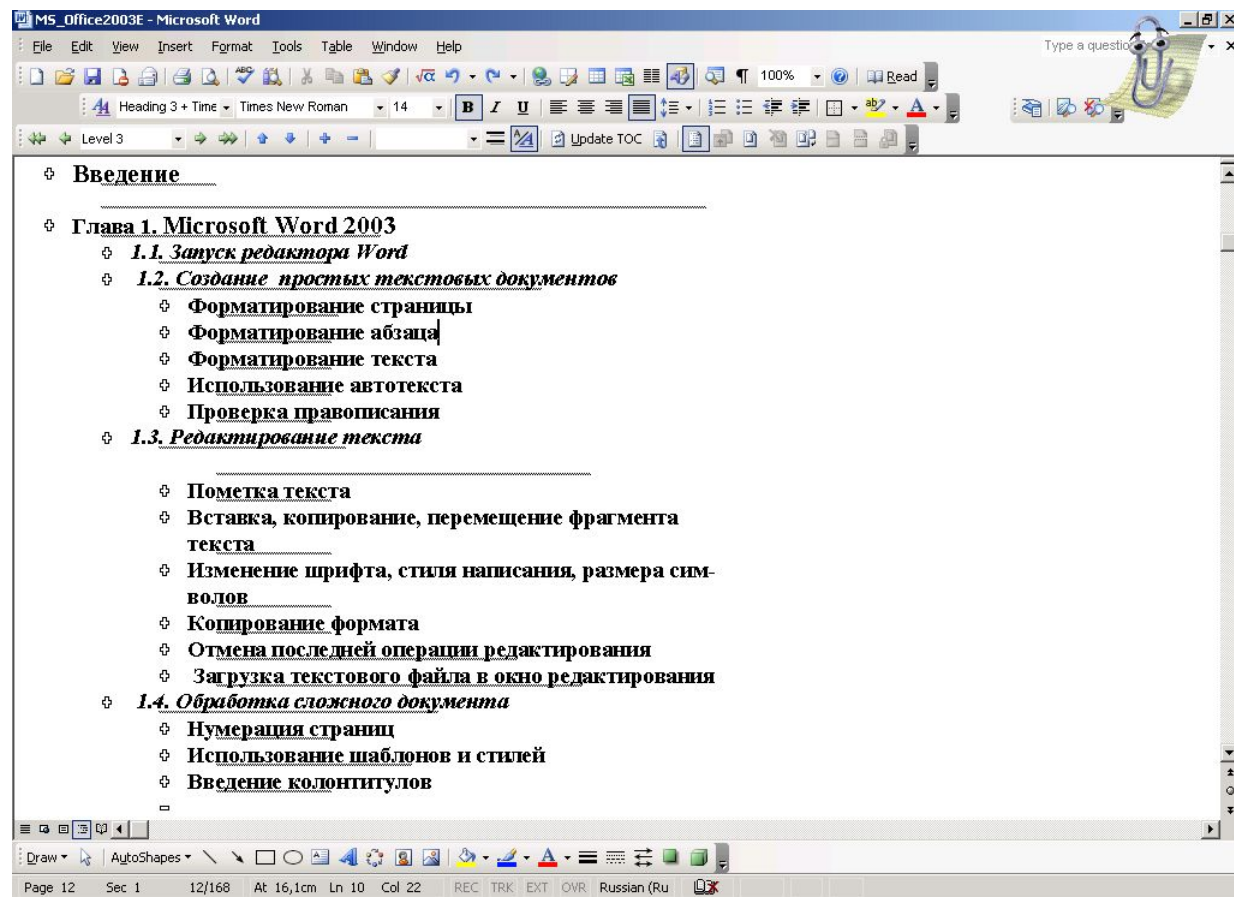 MS_Office2003E - Microsoft Word
File Edit View Insert Format Tools Table Window Help Type a questio
100% Read
Heading 3 + Time Times New Roman 14 B I U
Level 3 Update TOC
Введение
Глава 1. Microsoft Word 2003
1.1. Запуск редактора Word
1.2. Создание простых текстовых документов
Форматирование страницы
Форматирование абзаца
Форматирование текста
Использование автотекста
Проверка правописания
1.3. Редактирование текста
Пометка текста
Вставка, копирование, перемещение фрагмента
текста
Изменение шрифта, стиля написания, размера сим-
волов
Копирование формата
Отмена последней операции редактирования
Загрузка текстового файла в окно редактирования
1.4. Обработка сложного документа
Нумерация страниц
Использование шаблонов и стилей
Введение колонтитулов
Draw AutoShapes
Page 12 Sec 1 12/168 At 16,1cm Ln 10 Col 22 REC TRK EXT OVR Russian (Ru